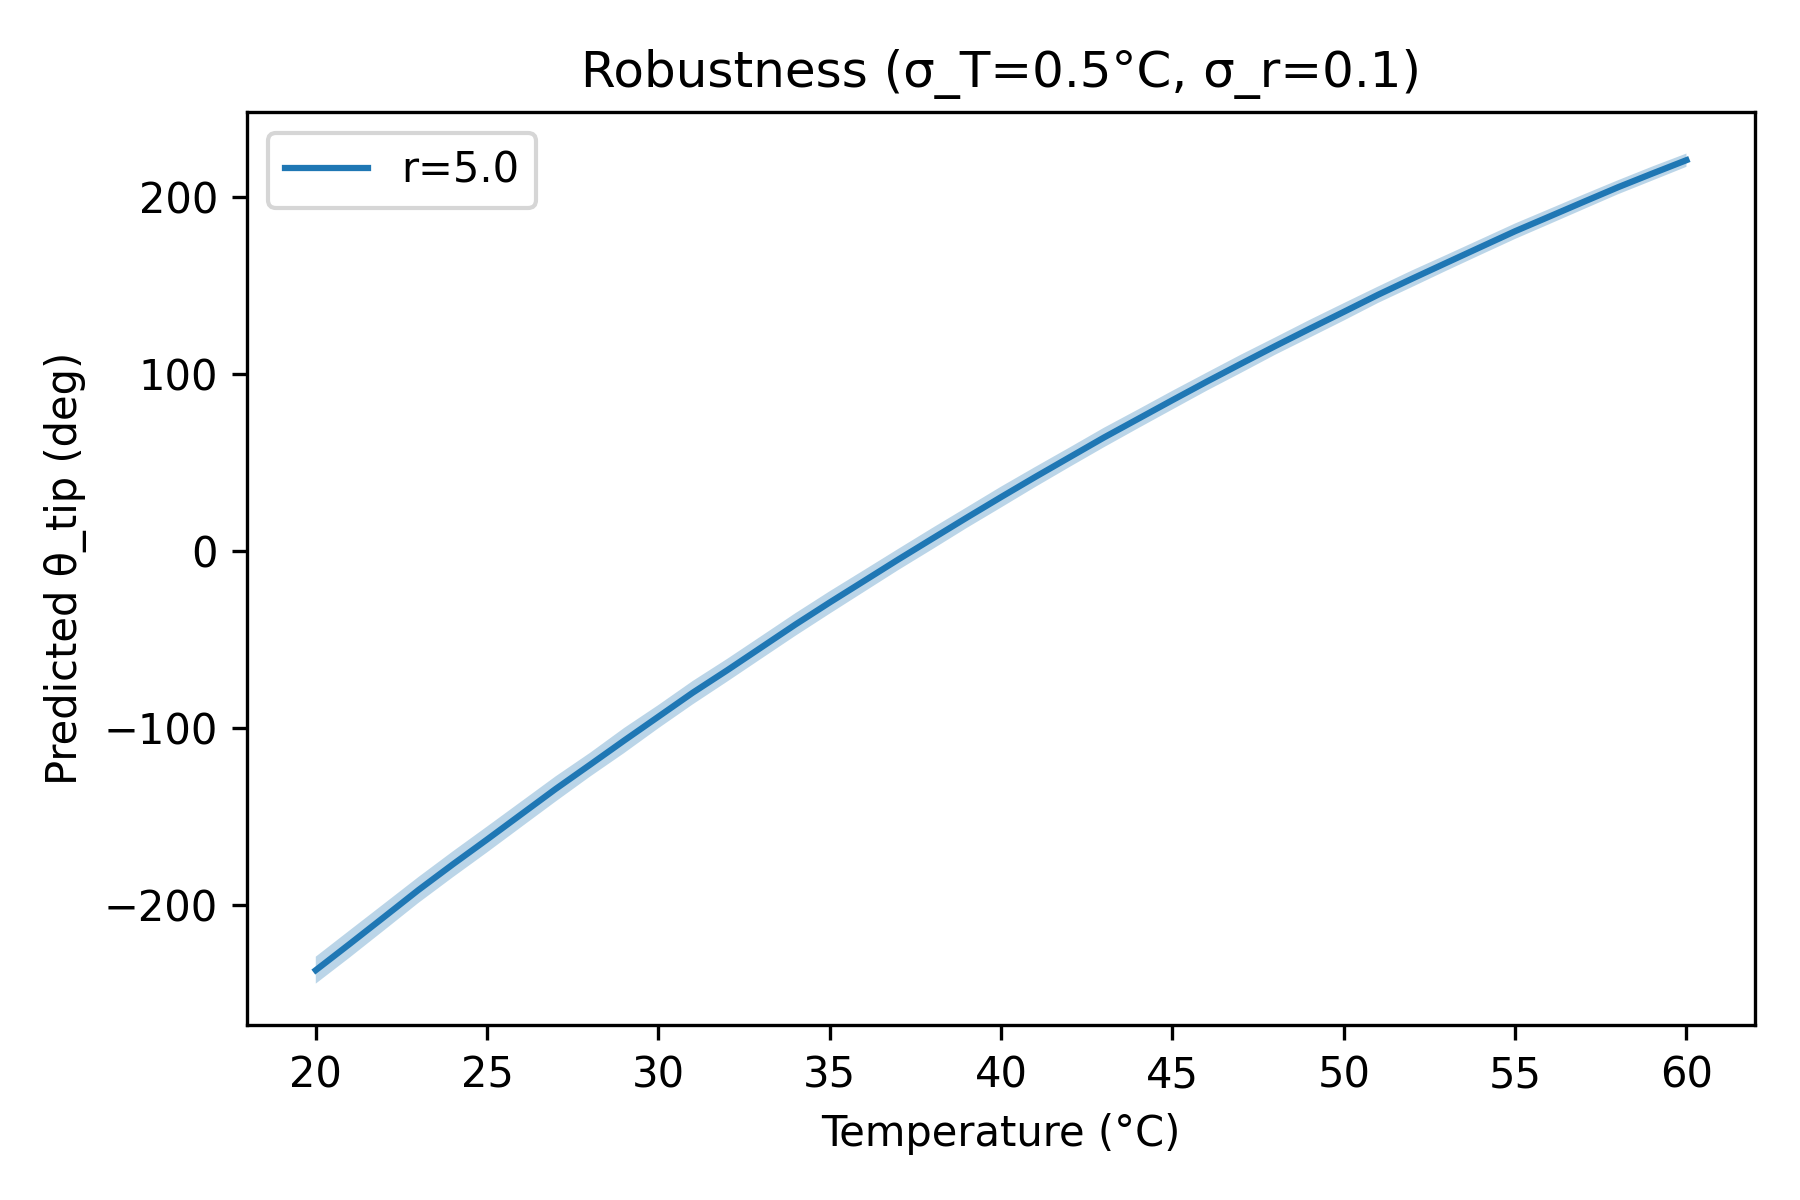 Robustness (σ_T=0.5°C, σ_r=0.1)
r=5.0
Predicted θ_tip (deg)
200
100
0
−100
−200
20 25 30 35 40 45 50 55 60
Temperature (°C)